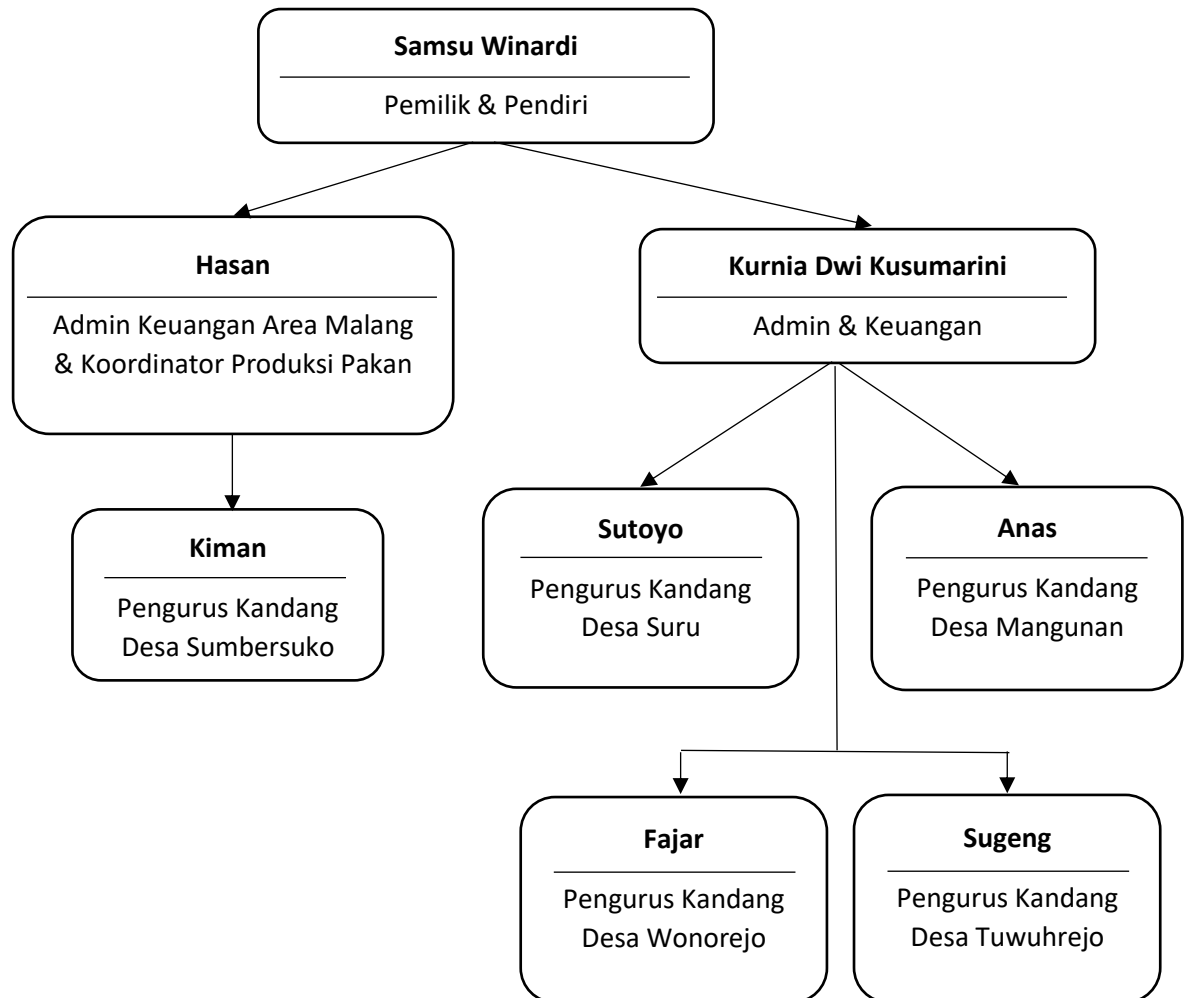 Samsu Winardi
Pemilik & Pendiri
Hasan
Admin Keuangan Area Malang
& Koordinator Produksi Pakan
Kurnia Dwi Kusumarini
Admin & Keuangan
Kiman
Pengurus Kandang
Desa Sumbersuko
Sutoyo
Pengurus Kandang
Desa Suru
Anas
Pengurus Kandang
Desa Mangunan
Fajar
Pengurus Kandang
Desa Wonorejo
Sugeng
Pengurus Kandang
Desa Tuwuhrejo